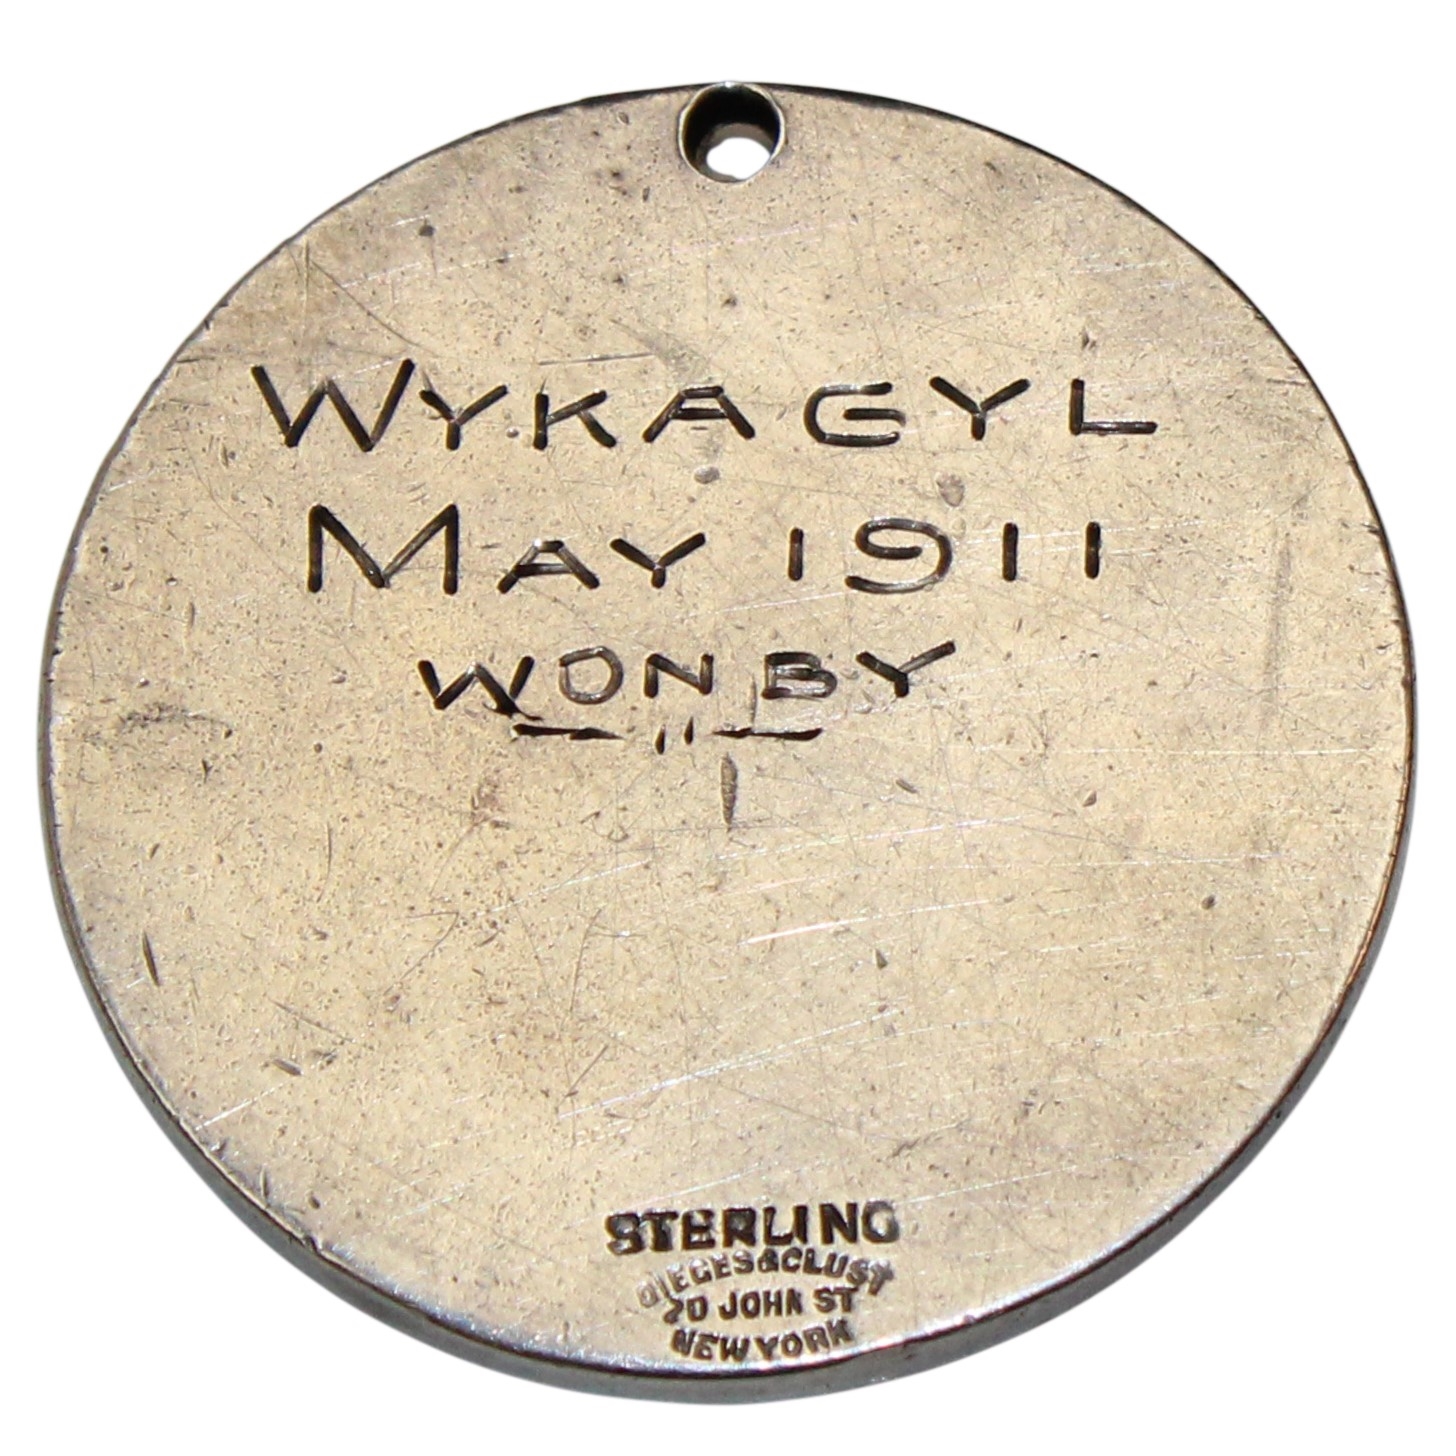 WYKAGYL
MAY 1911
WON BY
STERLING
DIEGES & CLUST
20 JOHN ST
NEW YORK